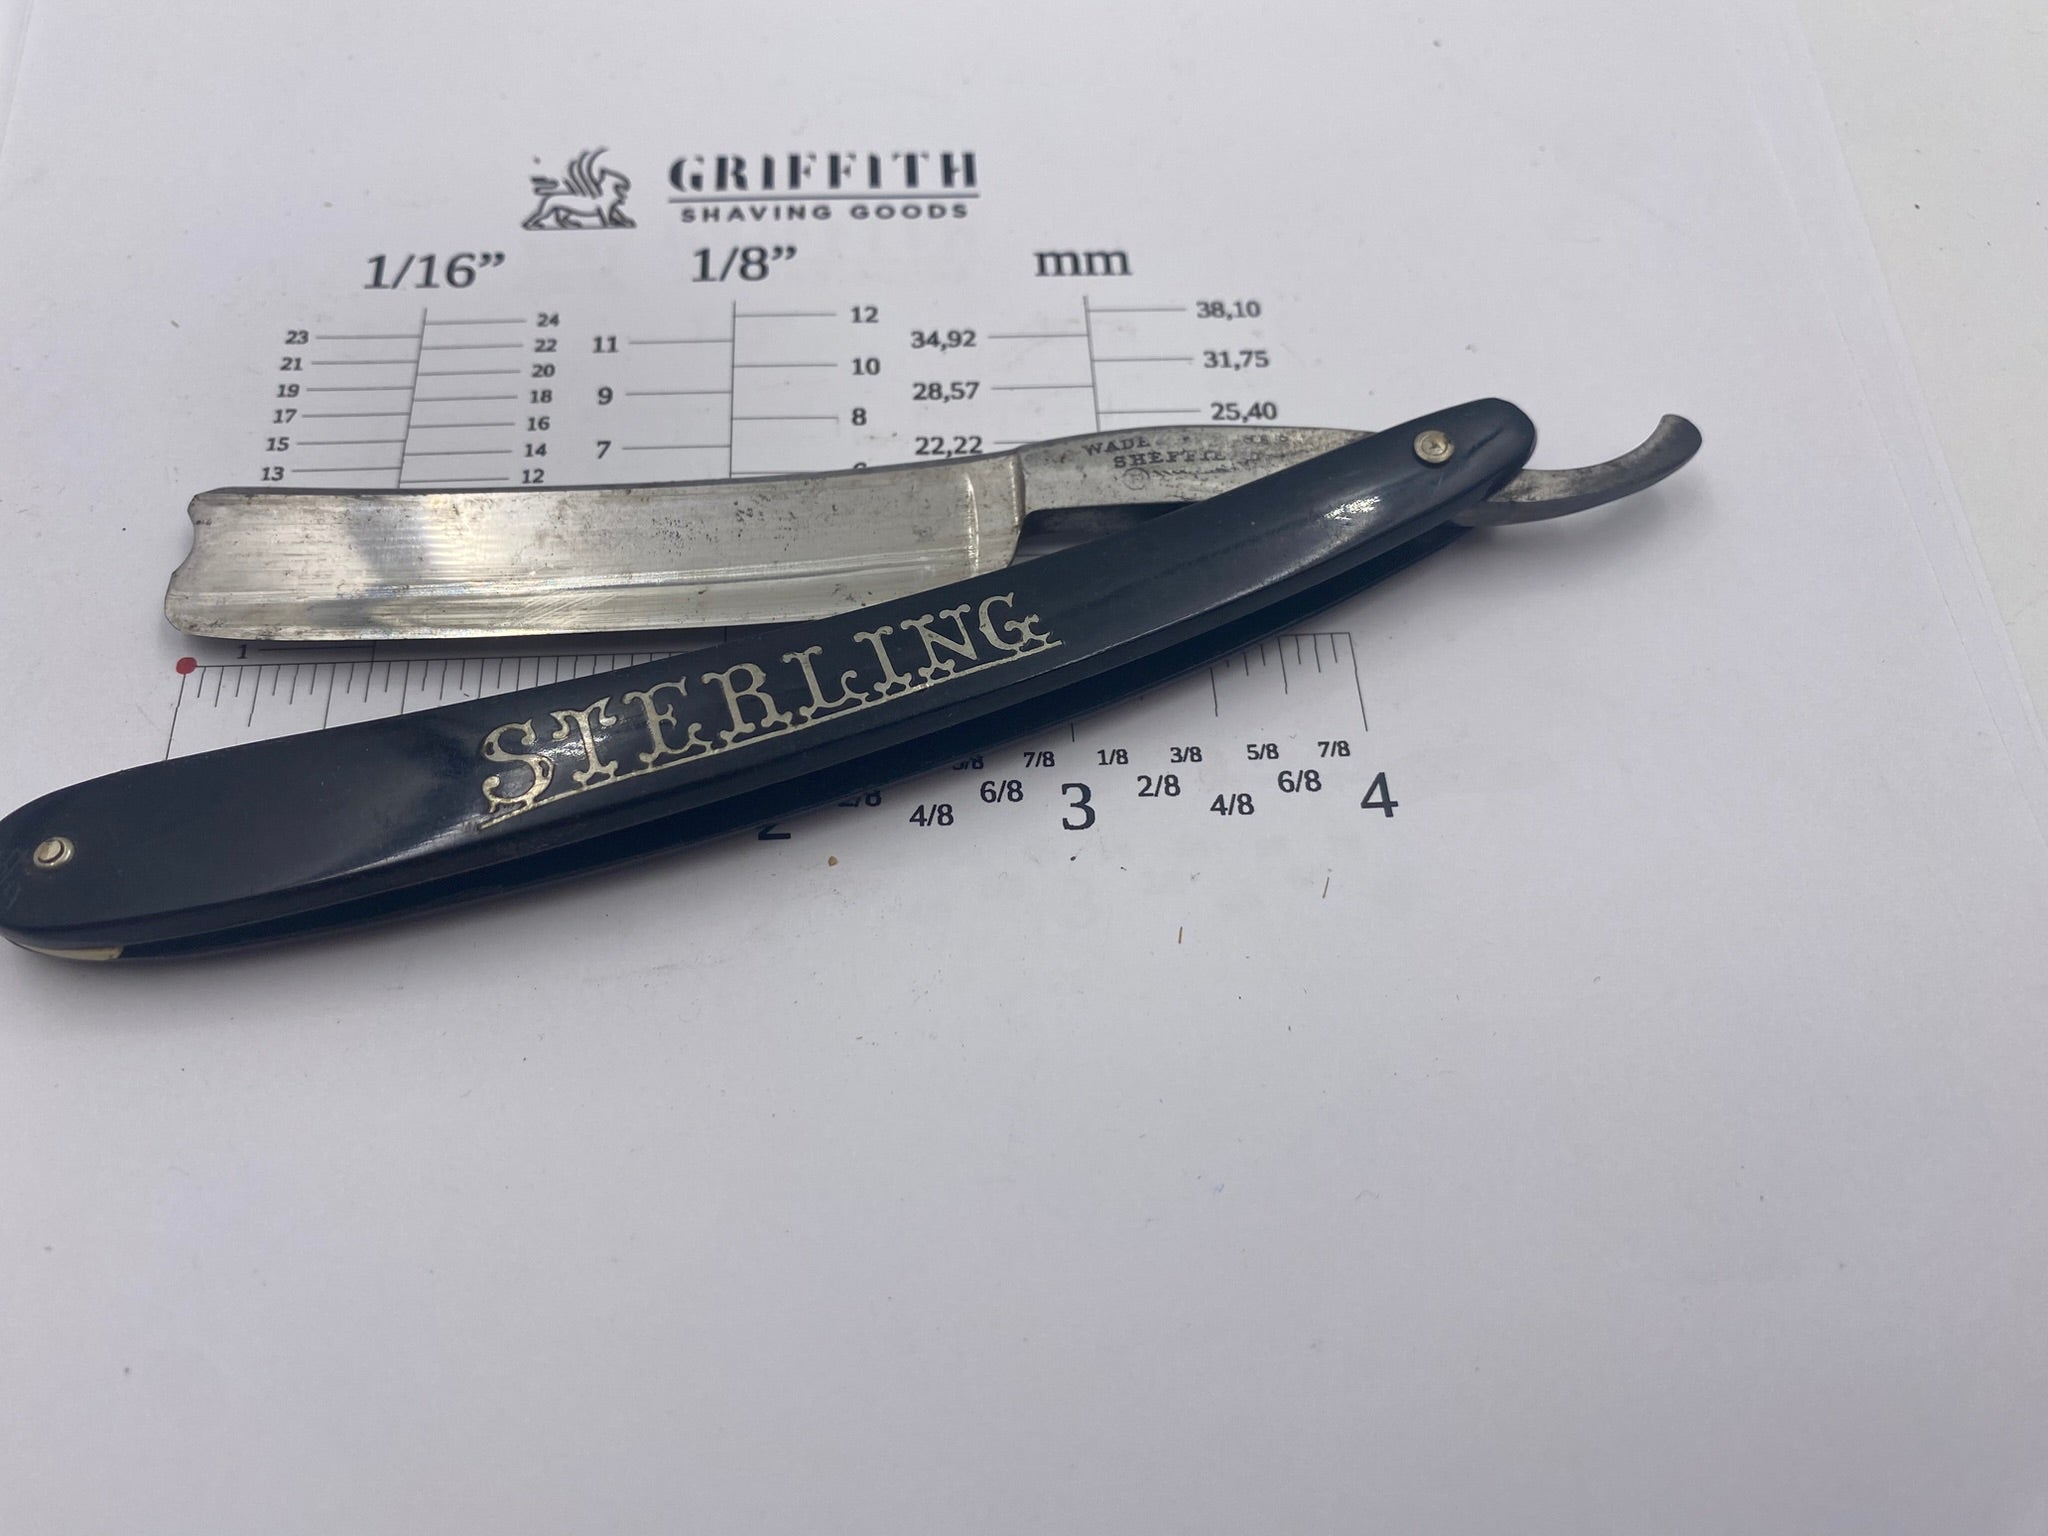 GRIFFITH
SHAVING GOODS
1/16” 1/8” mm
24 12 38,10
23 11 34,92
22
21 10 31,75
20
19 9 28,57
18
17 8 25,40
16
15 7 22,22
14
13
12
WADE
SHEFFIE
STERLING
1
7/8 1/8 3/8 5/8 7/8
4/8 6/8 2/8 4/8 6/8
2 3 4